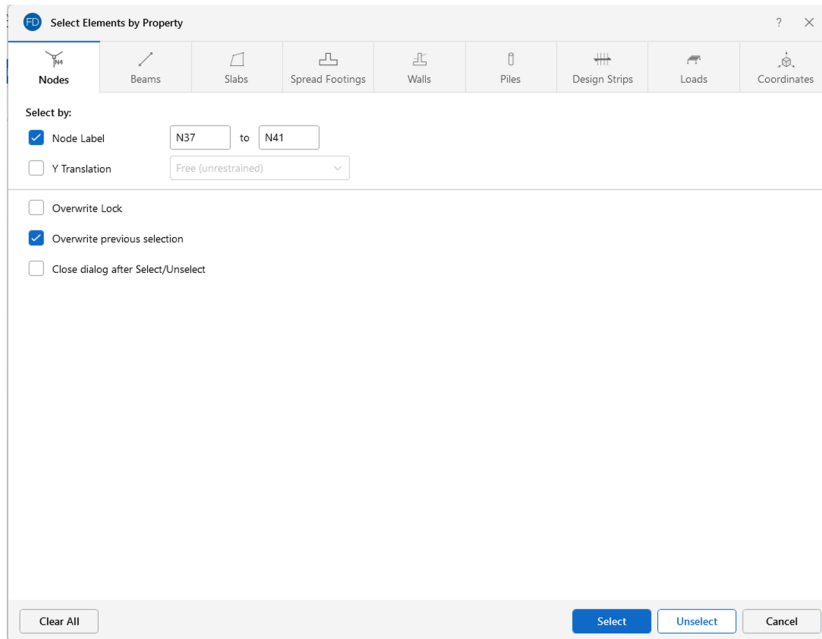 FD Select Elements by Property ?
N4
Nodes Beams Slabs Spread Footings Walls Piles Design Strips Loads Coordinates
Select by:
Node Label N37 to N41
Y Translation Free (unrestrained)
Overwrite Lock
Overwrite previous selection
Close dialog after Select/Unselect
Clear All Select Unselect Cancel